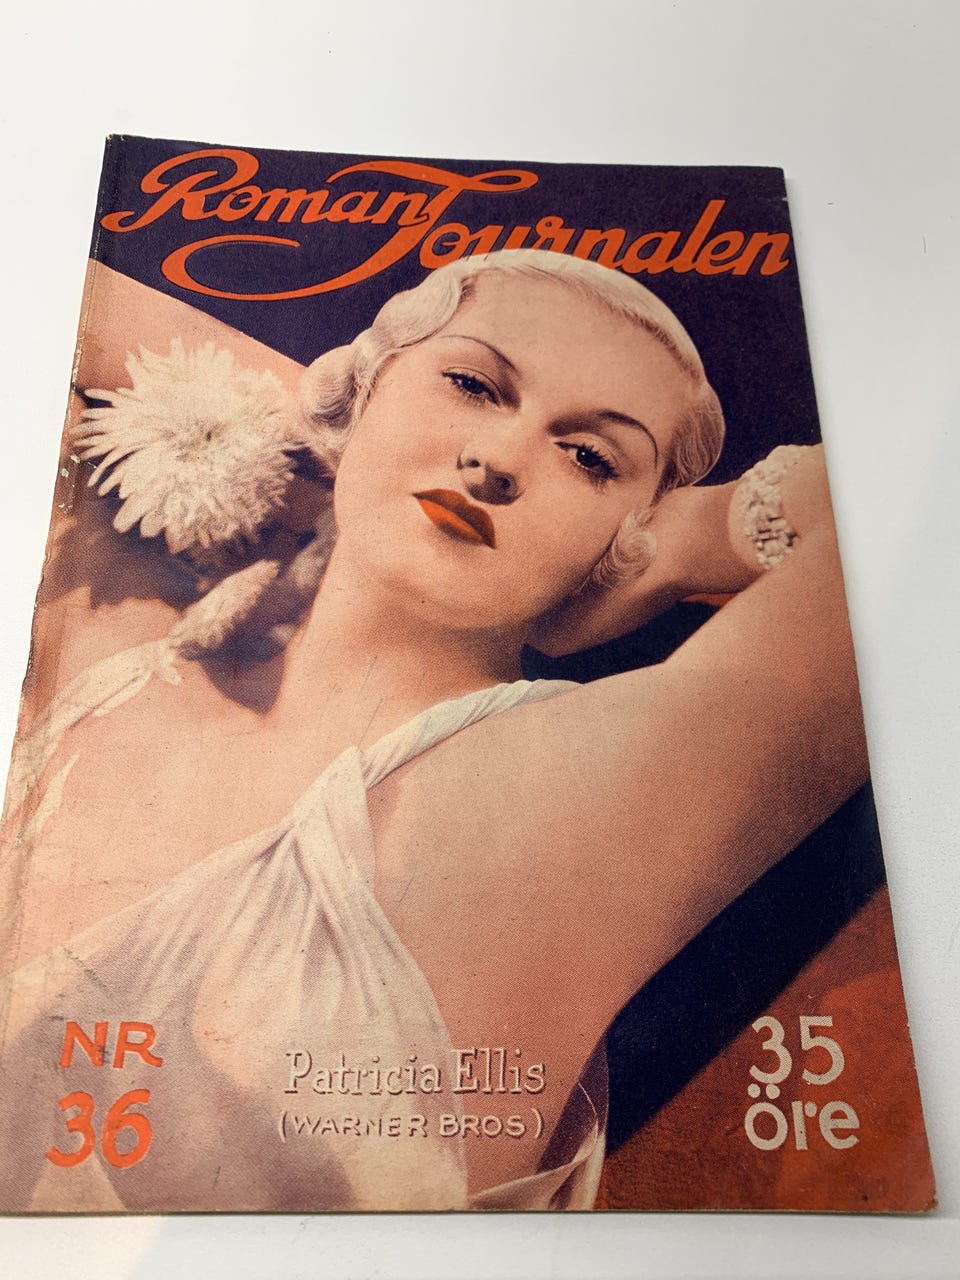 RomanJournalen
NR
36
Patricia Ellis
(WARNER BROS)
35
öre